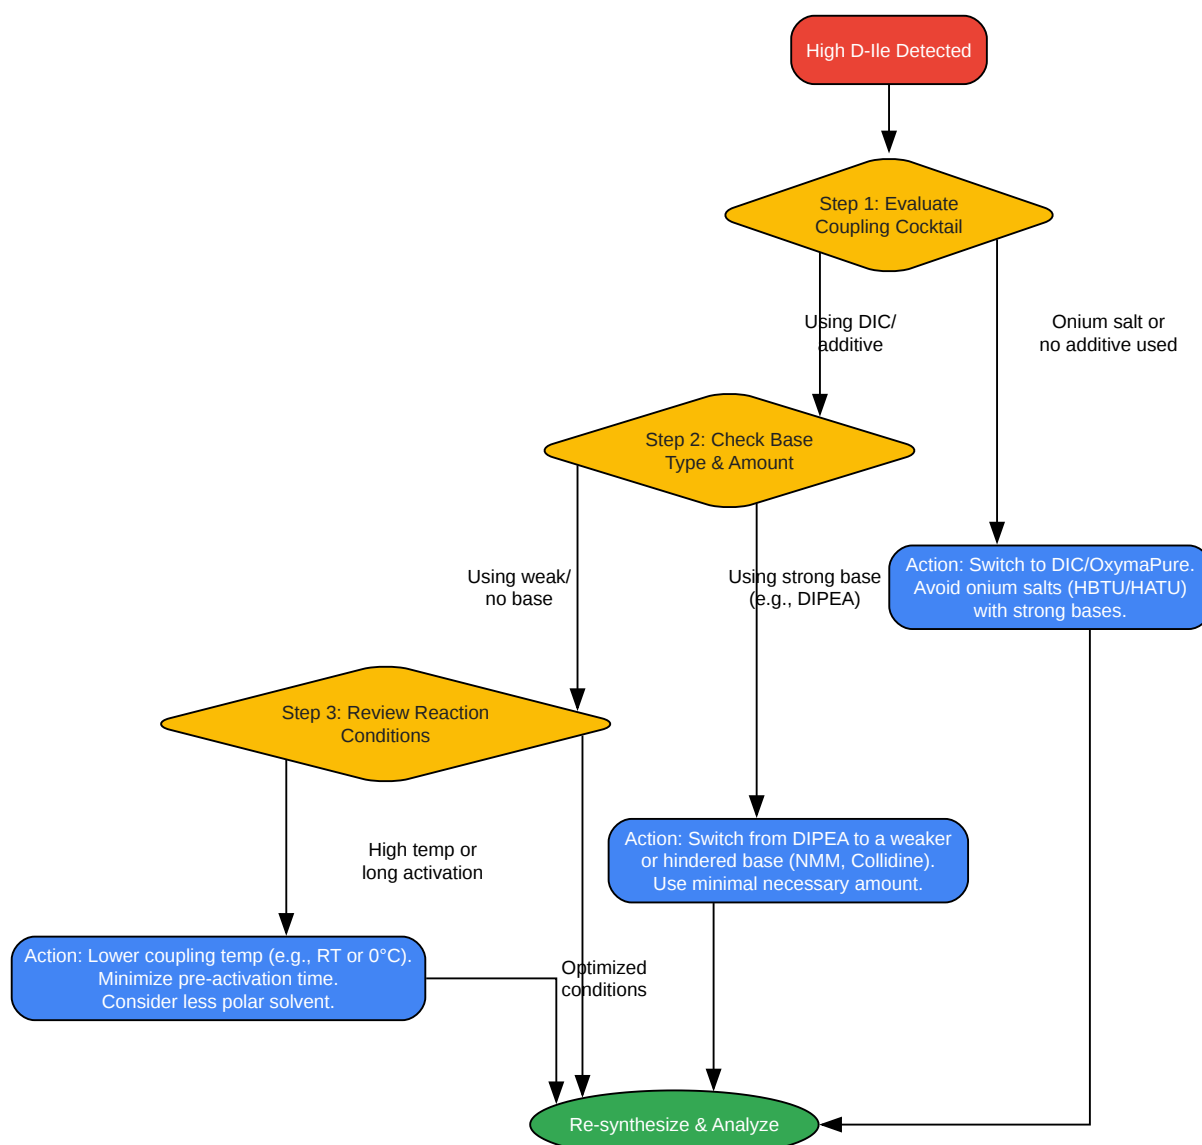 High D-Ile Detected
Step 1: Evaluate
Coupling Cocktail
Using DIC/
additive
Onium salt or
no additive used
Step 2: Check Base
Type & Amount
Using weak/
no base
Using strong base
(e.g., DIPEA)
Action: Switch to DIC/OxymaPure.
Avoid onium salts (HBTU/HATU)
with strong bases.
Step 3: Review Reaction
Conditions
High temp or
long activation
Action: Switch from DIPEA to a weaker
or hindered base (NMM, Collidine).
Use minimal necessary amount.
Action: Lower coupling temp (e.g., RT or 0°C).
Minimize pre-activation time.
Consider less polar solvent.
Optimized
conditions
Re-synthesize & Analyze